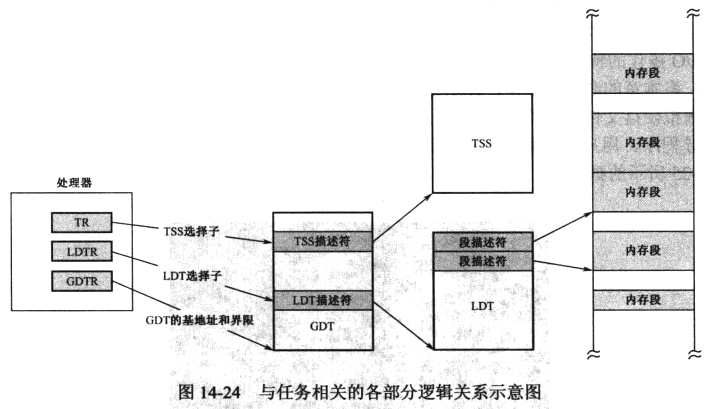 处理器
TR
LDTR
GDTR
TSS选择子
LDT选择子
GDT的基地址和界限
TSS描述符
LDT描述符
GDT
TSS
段描述符
段描述符
LDT
内存段
内存段
内存段
内存段
内存段
图 14-24 与任务相关的各部分逻辑关系示意图